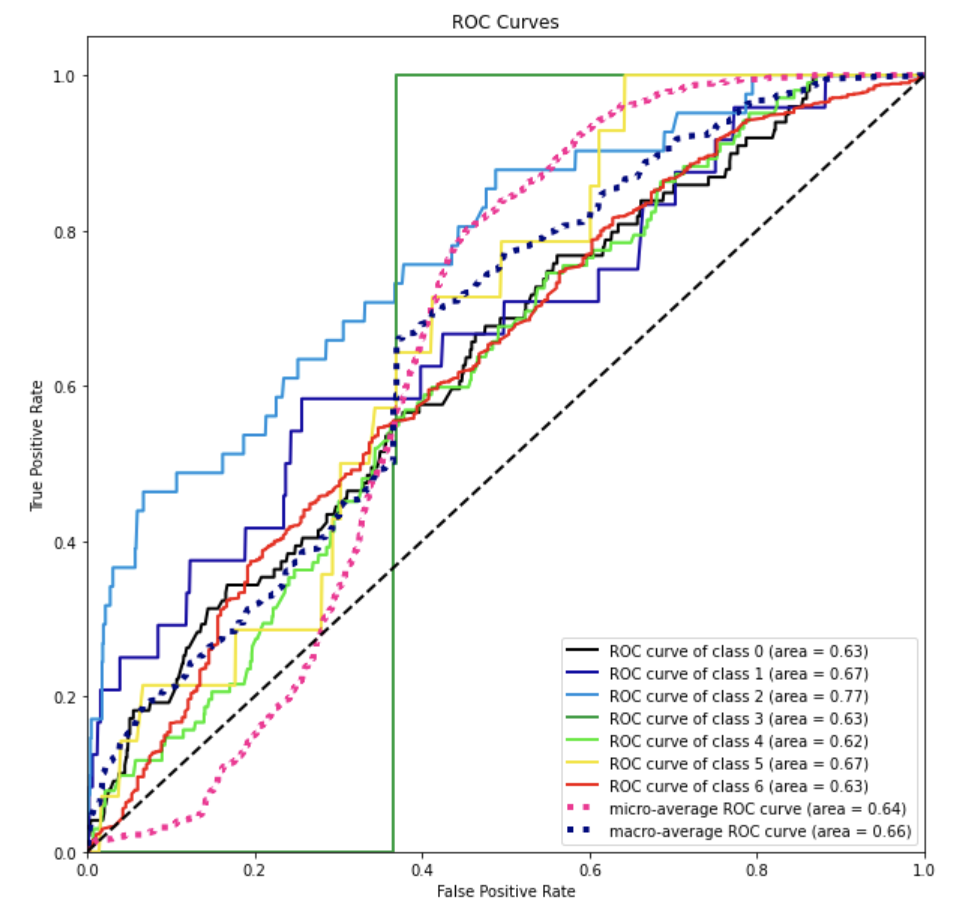 ROC Curves
1.0
0.8
0.6
0.4
0.2
0.0
True Positive Rate
ROC curve of class 0 (area = 0.63)
ROC curve of class 1 (area = 0.67)
ROC curve of class 2 (area = 0.77)
ROC curve of class 3 (area = 0.63)
ROC curve of class 4 (area = 0.62)
ROC curve of class 5 (area = 0.67)
ROC curve of class 6 (area = 0.63)
micro-average ROC curve (area = 0.64)
macro-average ROC curve (area = 0.66)
0.0 0.2 0.4 0.6 0.8 1.0
False Positive Rate